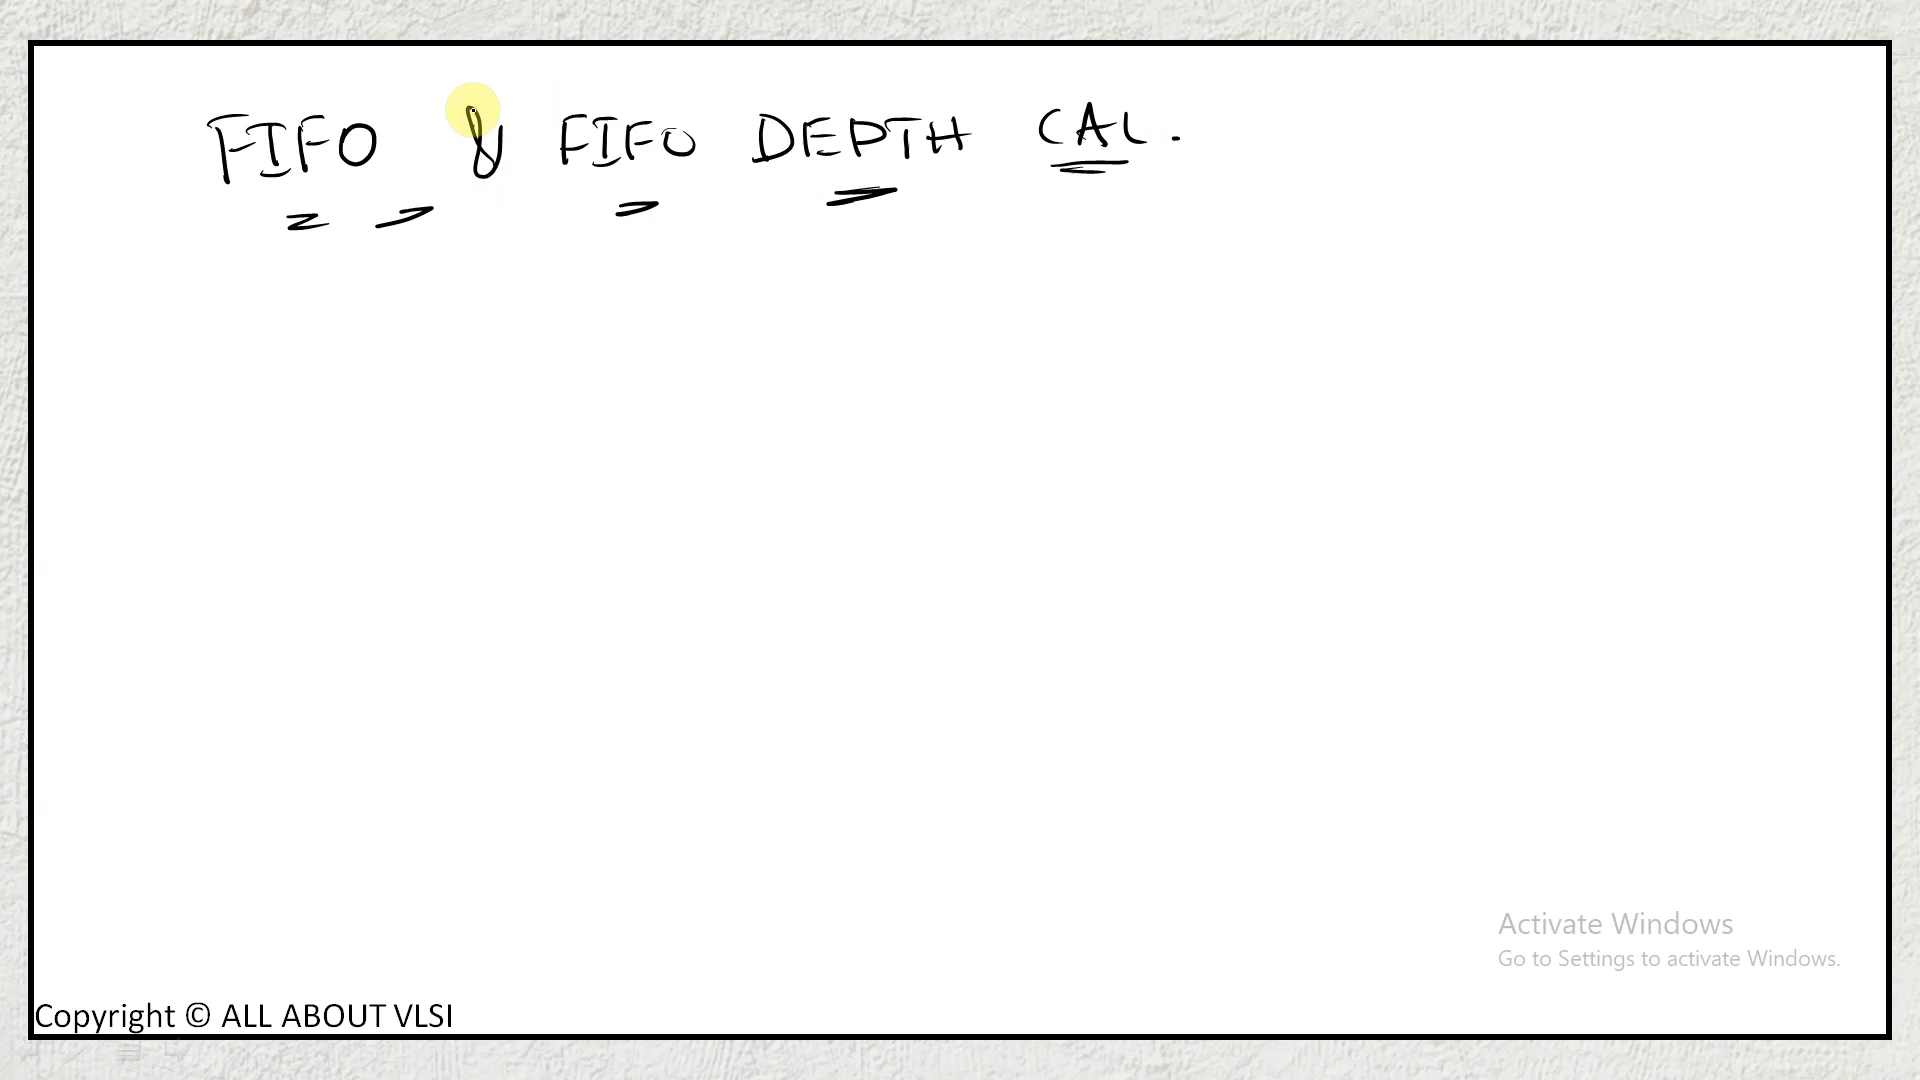 FIFO & FIFO DEPTH CAL.
Activate Windows
Go to Settings to activate Windows.
Copyright © ALL ABOUT VLSI